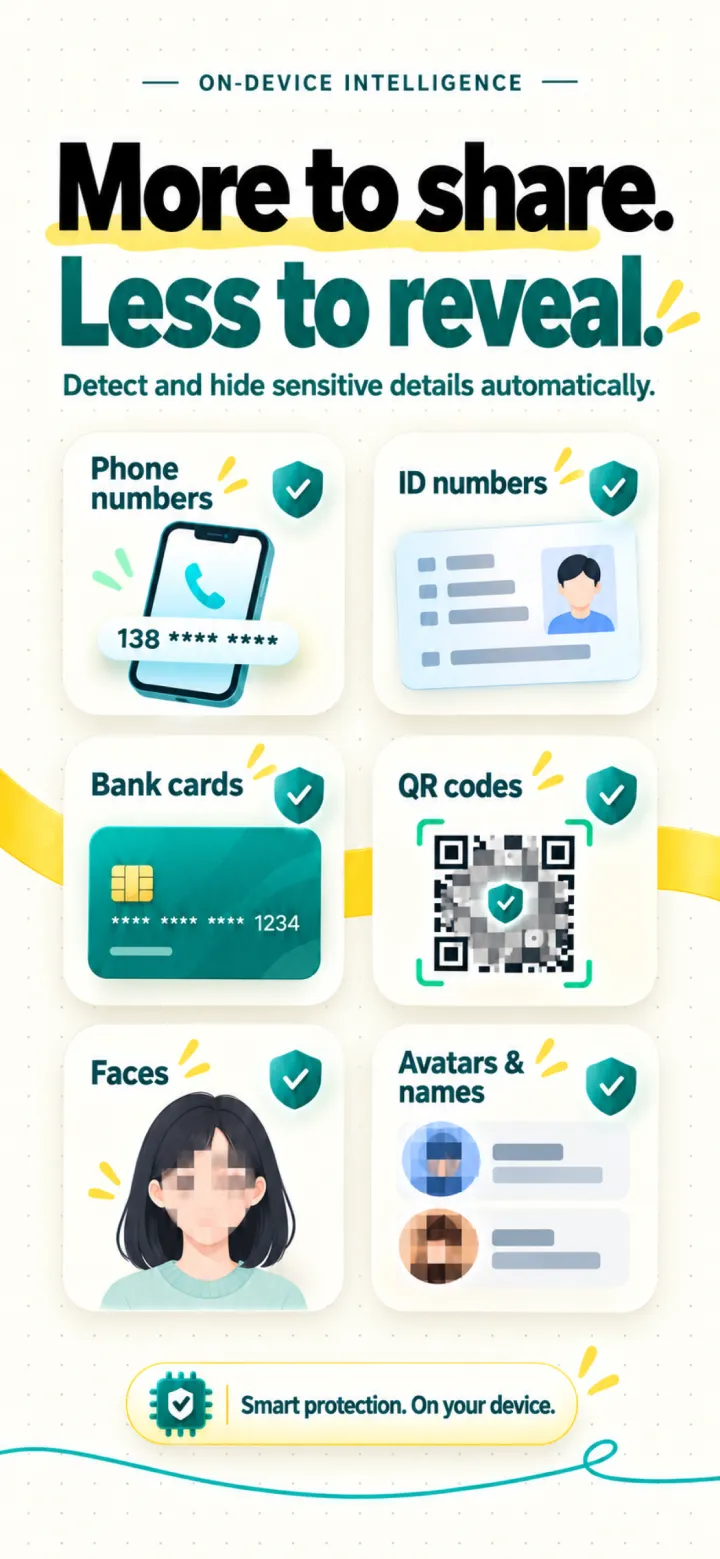 ON-DEVICE INTELLIGENCE
More to share.
Less to reveal.
Detect and hide sensitive details automatically.
Phone
numbers
138 **** ****
ID numbers
Bank cards
**** **** **** 1234
QR codes
Faces
Avatars &
names
Smart protection. On your device.